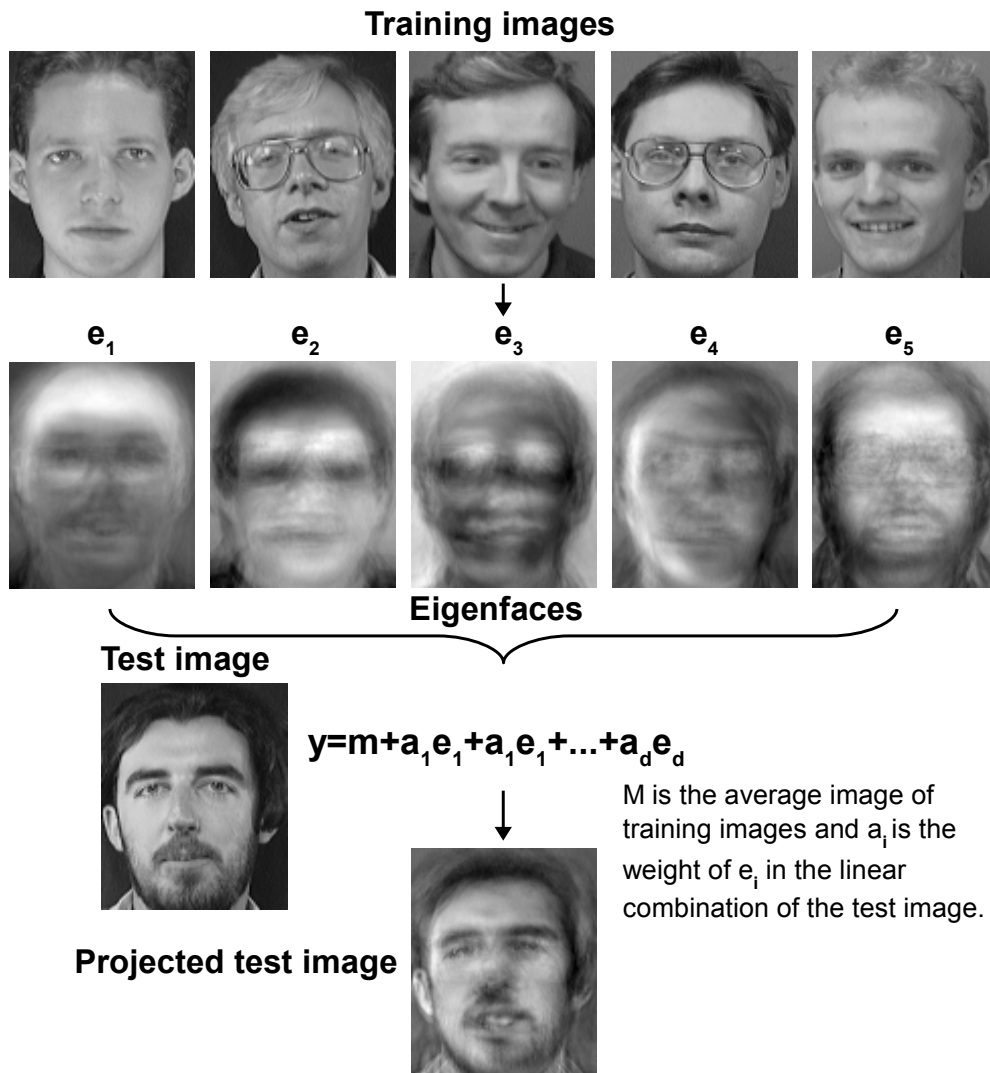 Training images
e₁ e₂ e₃ e₄ e₅
Eigenfaces
Test image
y=m+a₁e₁+a₁e₁+...+a_de_d
M is the average image of
training images and aᵢ is the
weight of eᵢ in the linear
combination of the test image.
Projected test image